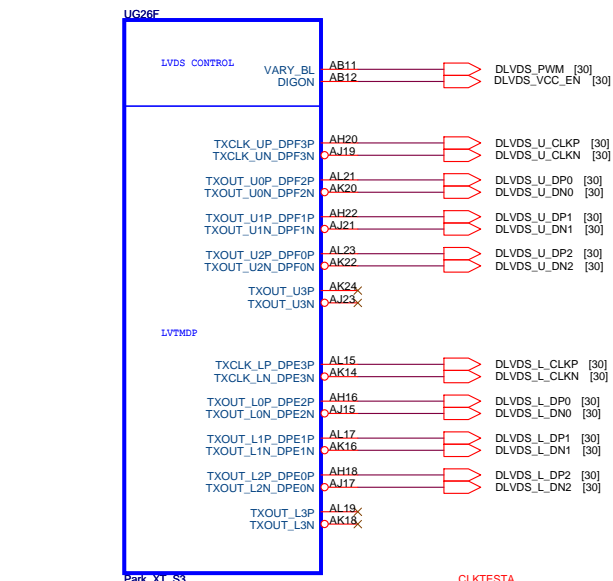 UG26F
LVDS CONTROL
VARY_BL AB11 DLVDS_PWM [30]
DIGON AB12 DLVDS_VCC_EN [30]
TXCLK_UP_DPF3P AH20 DLVDS_U_CLKP [30]
TXCLK_UN_DPF3N AJ19 DLVDS_U_CLKN [30]
TXOUT_U0P_DPF2P AL21 DLVDS_U_DP0 [30]
TXOUT_U0N_DPF2N AK20 DLVDS_U_DN0 [30]
TXOUT_U1P_DPF1P AH22 DLVDS_U_DP1 [30]
TXOUT_U1N_DPF1N AJ21 DLVDS_U_DN1 [30]
TXOUT_U2P_DPF0P AL23 DLVDS_U_DP2 [30]
TXOUT_U2N_DPF0N AK22 DLVDS_U_DN2 [30]
TXOUT_U3P AK24
TXOUT_U3N AJ23
LVTMDP
TXCLK_LP_DPE3P AL15 DLVDS_L_CLKP [30]
TXCLK_LN_DPE3N AK14 DLVDS_L_CLKN [30]
TXOUT_L0P_DPE2P AH16 DLVDS_L_DP0 [30]
TXOUT_L0N_DPE2N AJ15 DLVDS_L_DN0 [30]
TXOUT_L1P_DPE1P AL17 DLVDS_L_DP1 [30]
TXOUT_L1N_DPE1N AK16 DLVDS_L_DN1 [30]
TXOUT_L2P_DPE0P AH18 DLVDS_L_DP2 [30]
TXOUT_L2N_DPE0N AJ17 DLVDS_L_DN2 [30]
TXOUT_L3P AL19
TXOUT_L3N AK18
Park_XT_S3 CLKTESTA